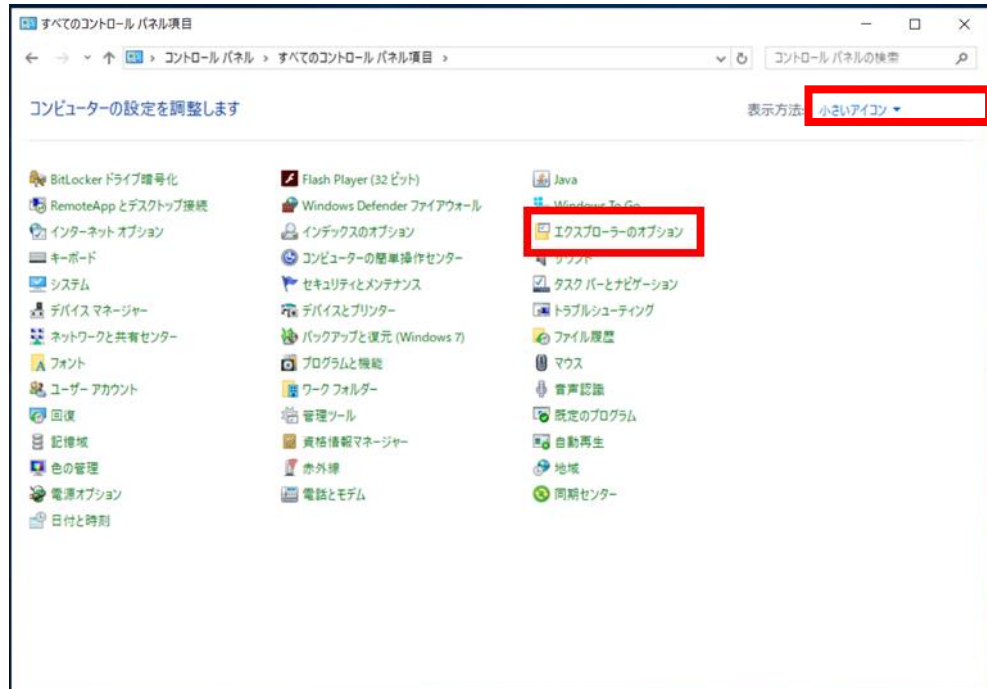 すべてのコントロール パネル項目
コントロール パネル › すべてのコントロール パネル項目 ›
コントロール パネルの検索
コンピューターの設定を調整します
表示方法: 小さいアイコン
BitLocker ドライブ暗号化
Flash Player (32 ビット)
Java
RemoteApp とデスクトップ接続
Windows Defender ファイアウォール
Windows To Go
インターネット オプション
インデックスのオプション
エクスプローラーのオプション
キーボード
コンピューターの簡単操作センター
サウンド
システム
セキュリティとメンテナンス
タスク バーとナビゲーション
デバイス マネージャー
デバイスとプリンター
トラブルシューティング
ネットワークと共有センター
バックアップと復元 (Windows 7)
ファイル履歴
フォント
プログラムと機能
マウス
ユーザー アカウント
ワーク フォルダー
音声認識
回復
管理ツール
既定のプログラム
記憶域
資格情報マネージャー
自動再生
色の管理
赤外線
地域
電源オプション
電話とモデム
同期センター
日付と時刻